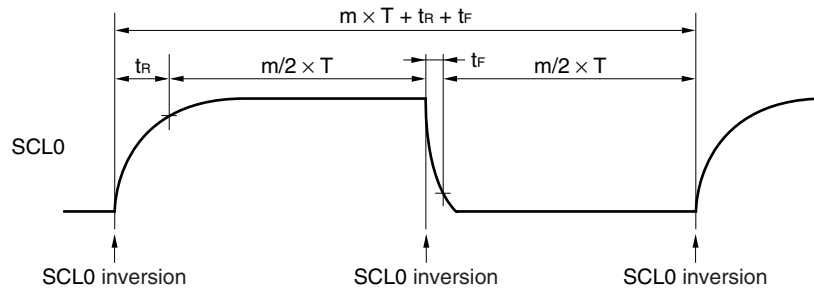 m × T + tR + tF
tR
m/2 × T
tF
m/2 × T
SCL0
SCL0 inversion
SCL0 inversion
SCL0 inversion